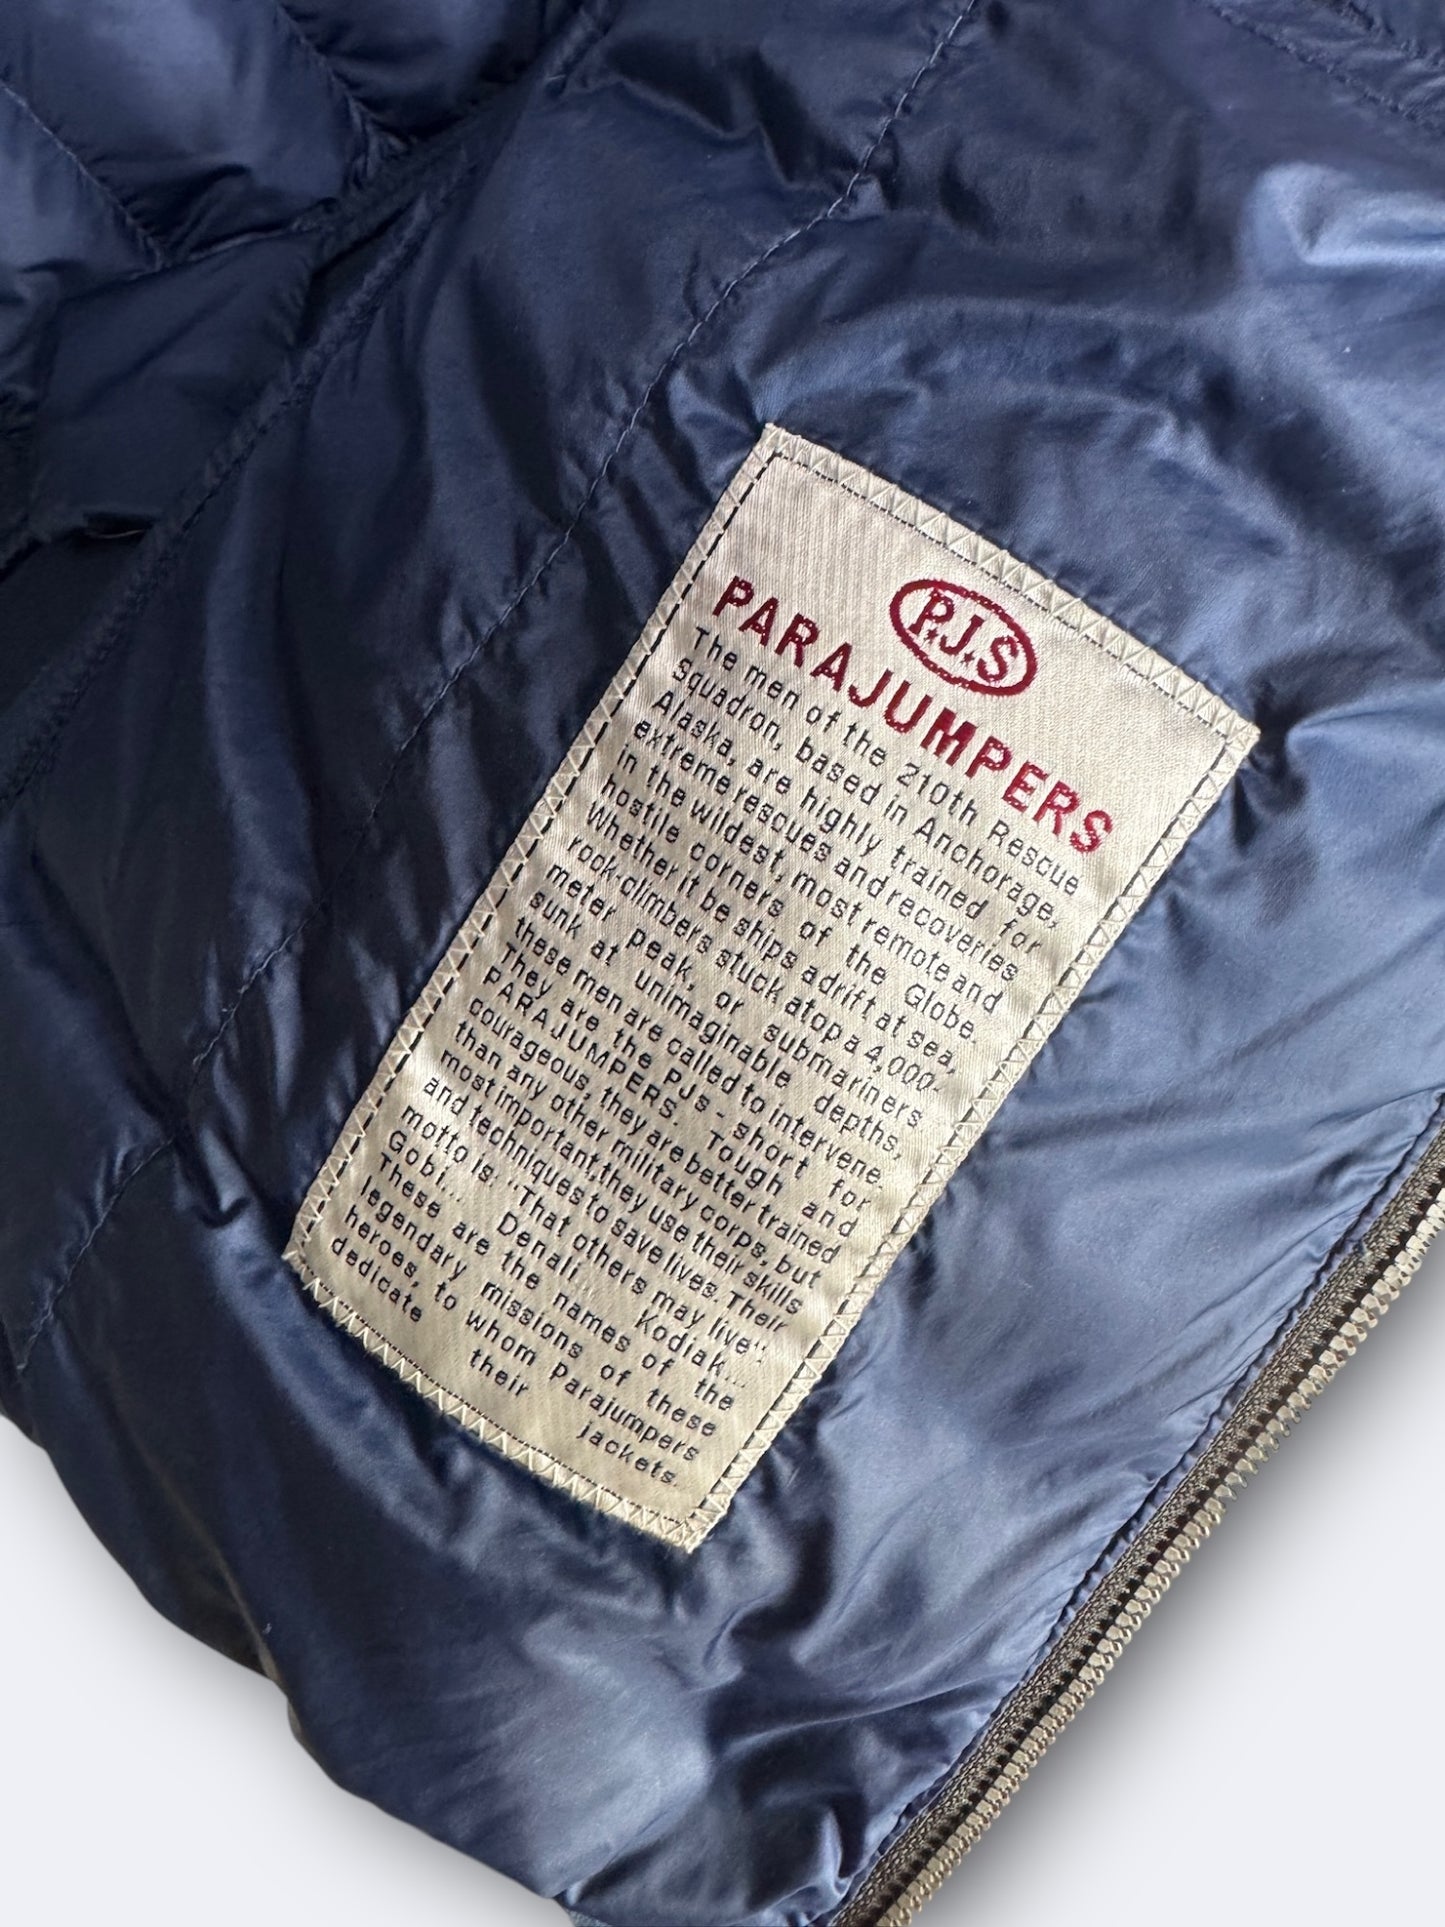 P.J.S
PARAJUMPERS
The men of the 210th Rescue
Squadron, based in Anchorage,
Alaska, are highly trained for
extreme rescues and recoveries
in the wildest, most remote and
hostile corners of the Globe.
Whether it be ships adrift at sea,
rock-climbers stuck atop a 4,000-
meter peak, or submariners
sunk at unimaginable depths,
these men are called to intervene.
They are the PJs - short for
PARAJUMPERS. Tough and
courageous, they are better trained
than any other military corps, but
most important, they use their skills
and techniques to save lives. Their
motto is: "That others may live":
Gobi... Denali... Kodiak...
These are the names of the
legendary missions of these
heroes, to whom Parajumpers
dedicate their jackets.